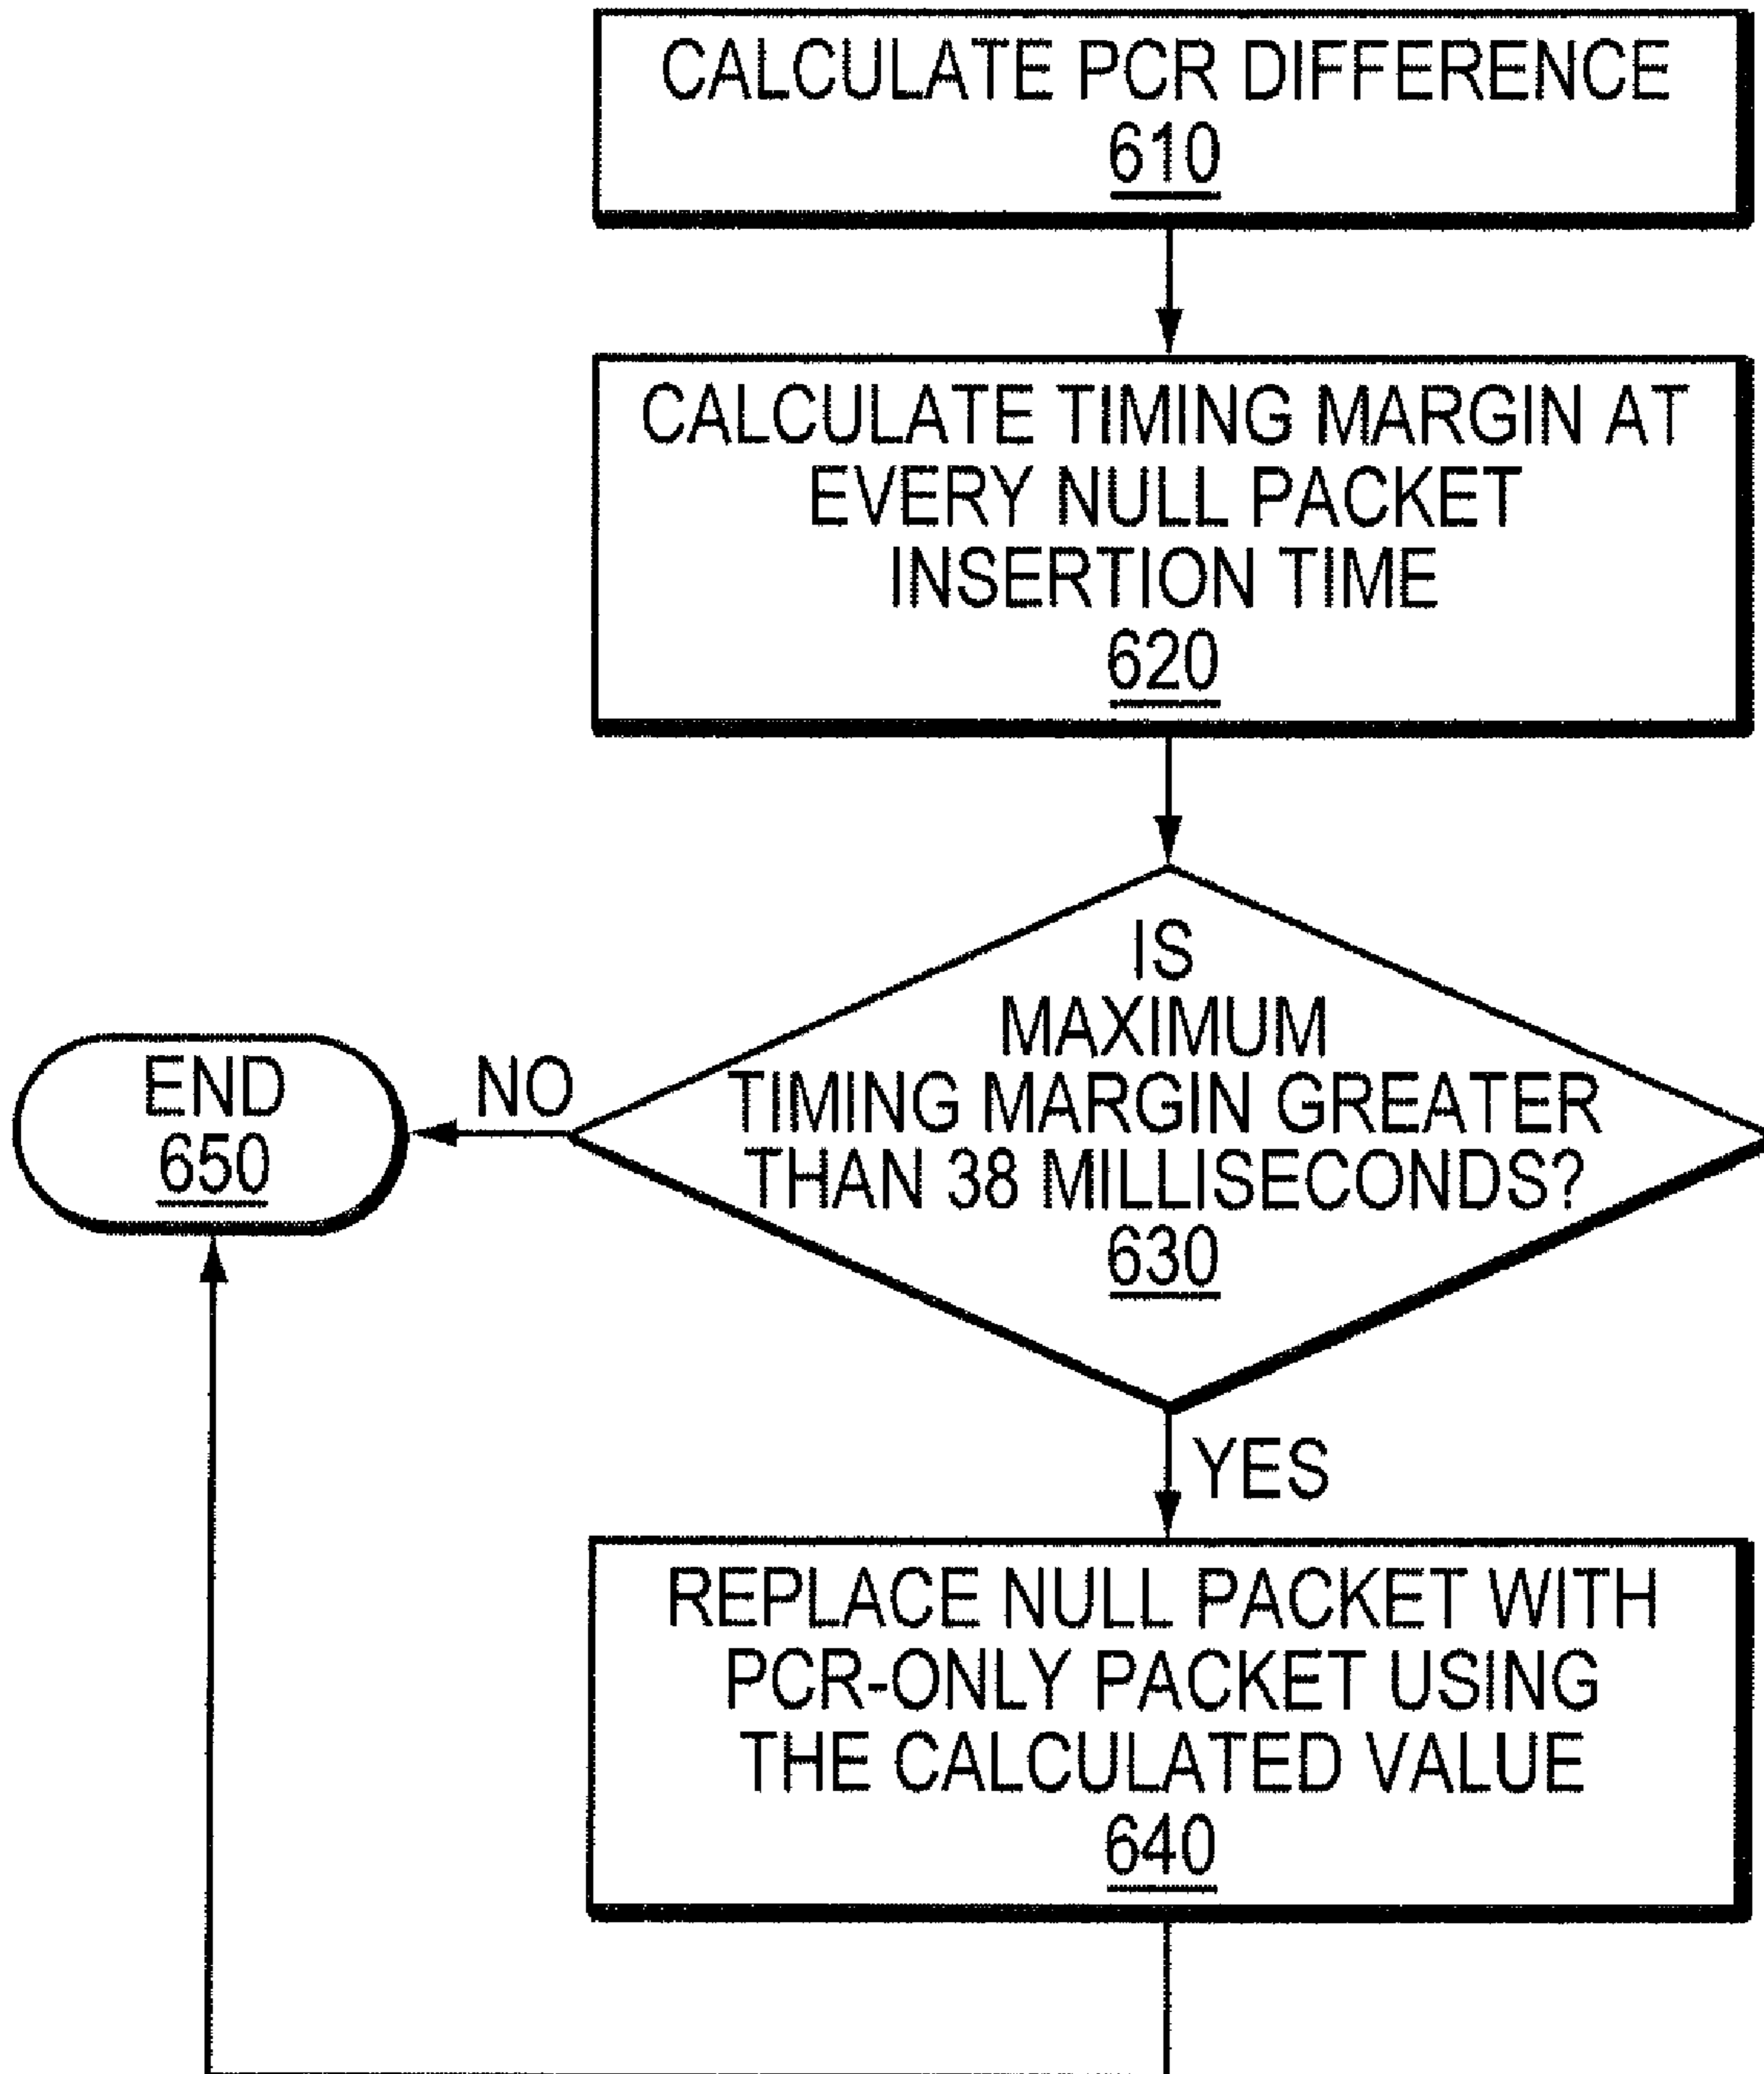 CALCULATE PCR DIFFERENCE
610
CALCULATE TIMING MARGIN AT
EVERY NULL PACKET
INSERTION TIME
620
IS
MAXIMUM
TIMING MARGIN GREATER
THAN 38 MILLISECONDS?
630
NO
END
650
YES
REPLACE NULL PACKET WITH
PCR-ONLY PACKET USING
THE CALCULATED VALUE
640